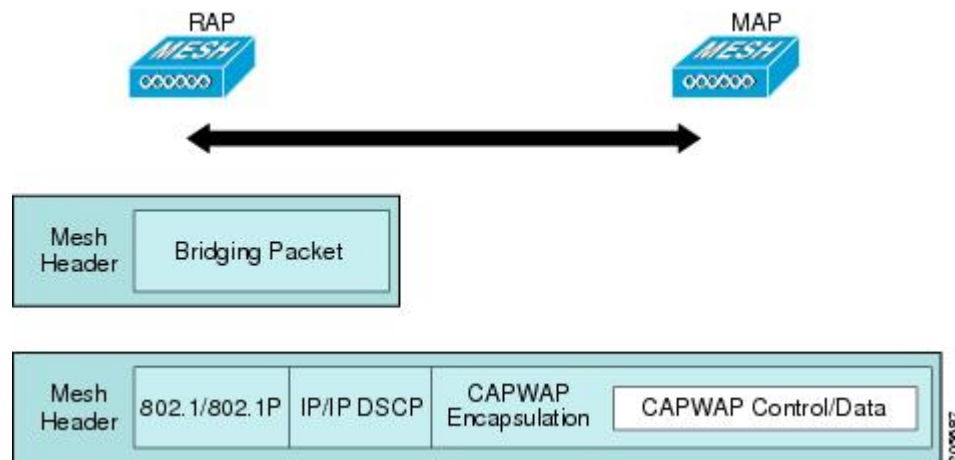 RAP
MAP
MESH
MESH
Mesh
Header
Bridging Packet
Mesh
Header
802.1/802.1P
IP/IP DSCP
CAPWAP
Encapsulation
CAPWAP Control/Data